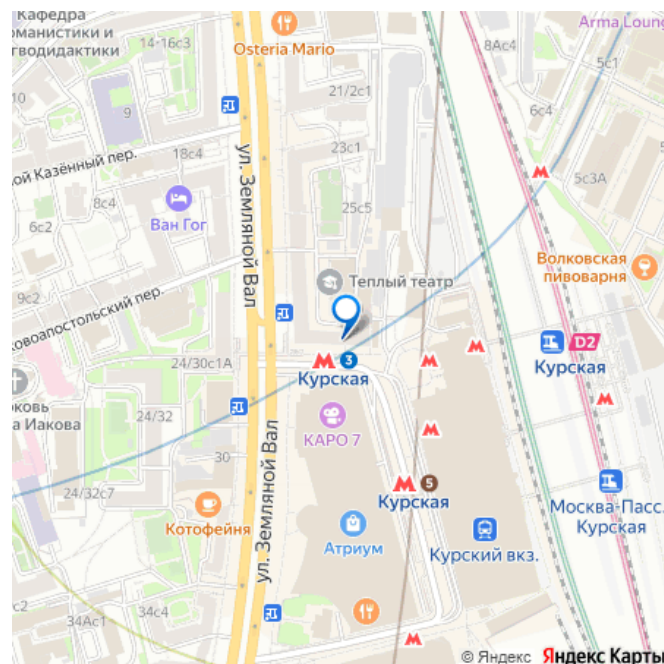 Кафедра
оманистики и
гводидактики
14-16с3
Osteria Mario
Arma Loung
8Ас4
5с1
21/2с1
9
6с4
ой Казённый пер.
18с4
23с1
5с3А
8с4
ул. Земляной Вал
6с2
Ван Гог
25с5
Волковская
пивоварня
Теплый театр
9с2
овоапостольский пер.
D2
Курская
24/30с1А
3
Курская
рковь
а Иакова
24/32
КАРО 7
30
ул. Земляной Вал
5
Курская
24/32с7
Москва-Пасс.
Курская
Котофейня
Атриум
Курский вкз.
34с4
34Ас1
© Яндекс Яндекс Карты